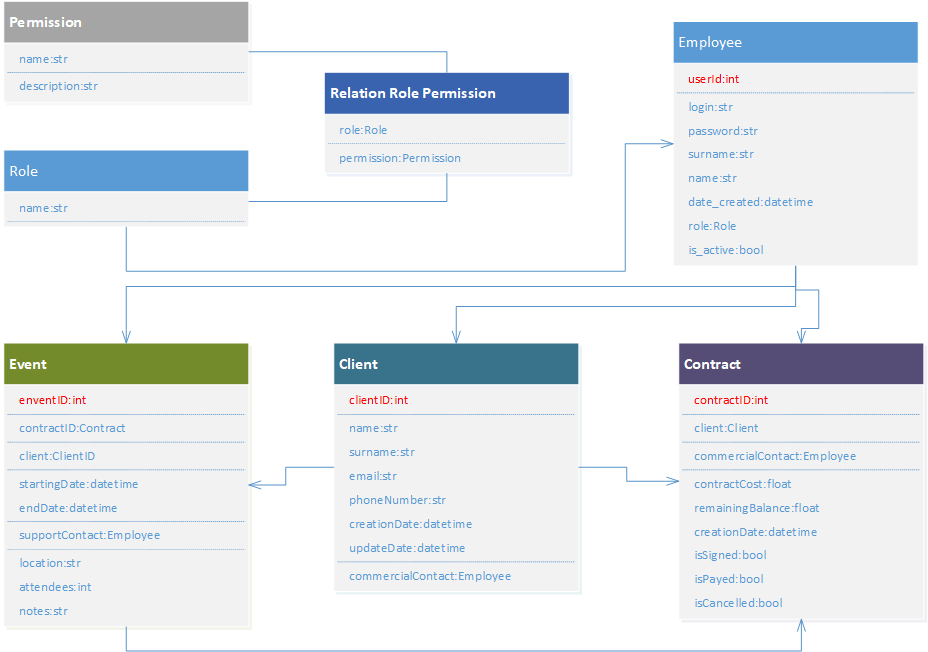 Permission
name:str
description:str
Relation Role Permission
role:Role
permission:Permission
Role
name:str
Employee
userId:int
login:str
password:str
surname:str
name:str
date_created:datetime
role:Role
is_active:bool
Event
enventID:int
contractID:Contract
client:ClientID
startingDate:datetime
endDate:datetime
supportContact:Employee
location:str
attendees:int
notes:str
Client
clientID:int
name:str
surname:str
email:str
phoneNumber:str
creationDate:datetime
updateDate:datetime
commercialContact:Employee
Contract
contractID:int
client:Client
commercialContact:Employee
contractCost:float
remainingBalance:float
creationDate:datetime
isSigned:bool
isPayed:bool
isCancelled:bool